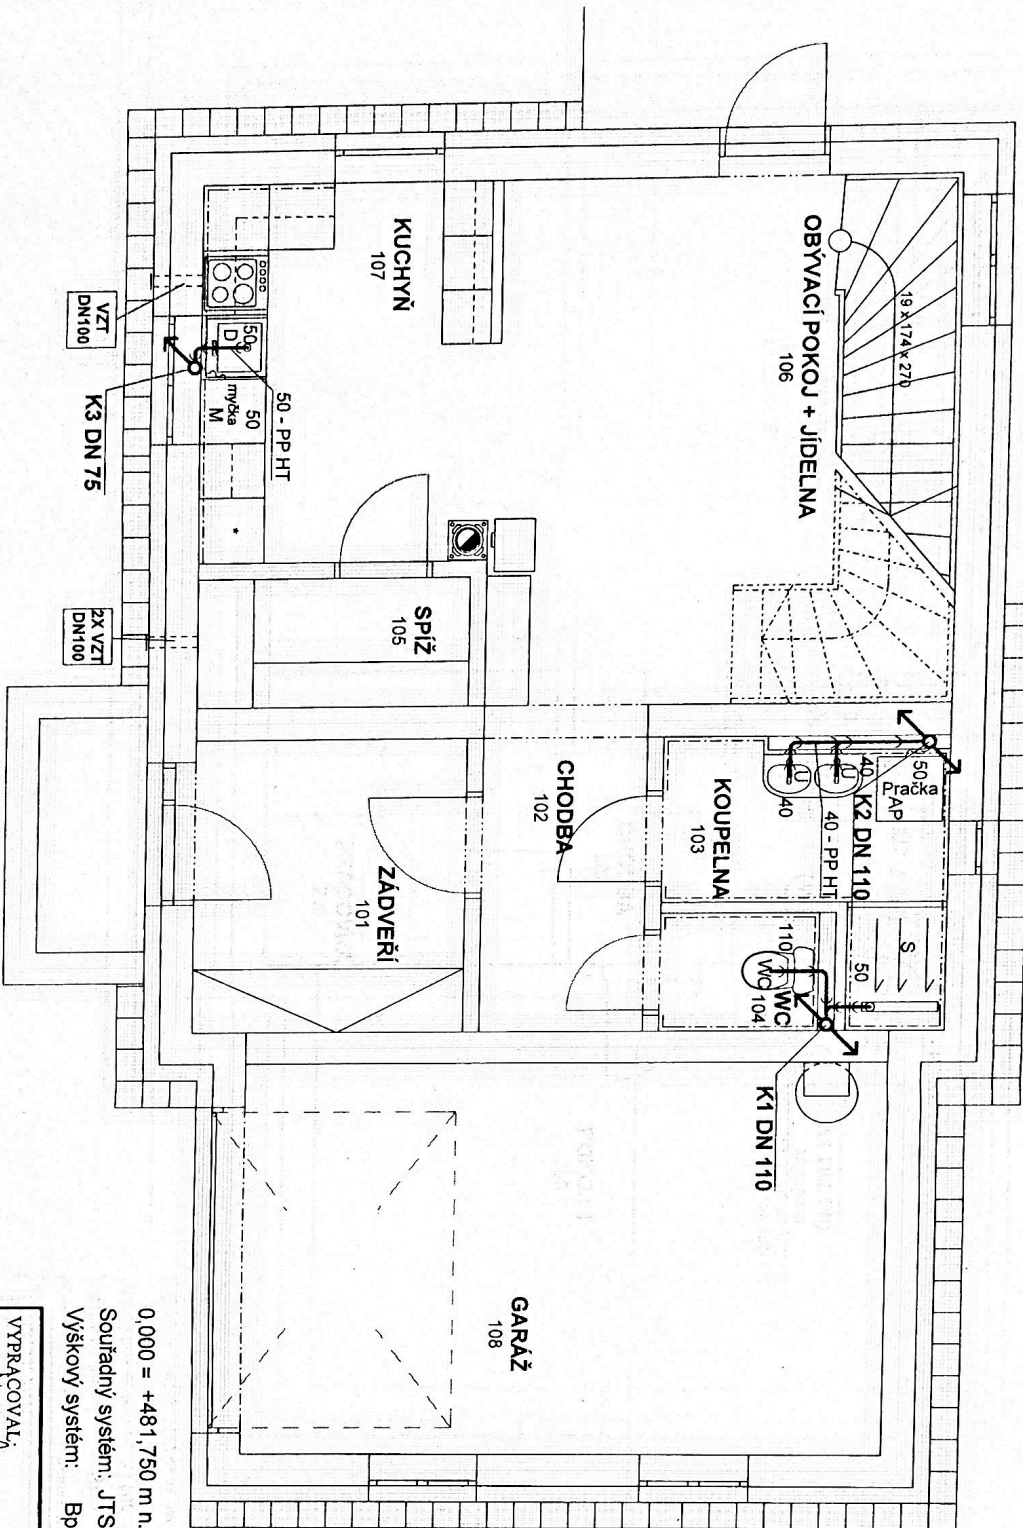 OBÝVACÍ POKOJ + JÍDELNA
106
19 x 174 x 270
KUCHYŇ
107
VZT
DN100
50
D
50
myčka
M
50 - PP HT
K3 DN 75
*
SPÍŽ
105
2X VZT
DN100
CHODBA
102
ZÁDVEŘÍ
101
KOUPELNA
103
U
U
40
40
50
Pračka
AP
40 - PP HT
K2 DN 110
S
50
110
WC
WC
104
K1 DN 110
GARÁŽ
108
0,000 = +481,750 m n.
Souřadný systém: JTS
Výškový systém: Bp
VYPRACOVAL: